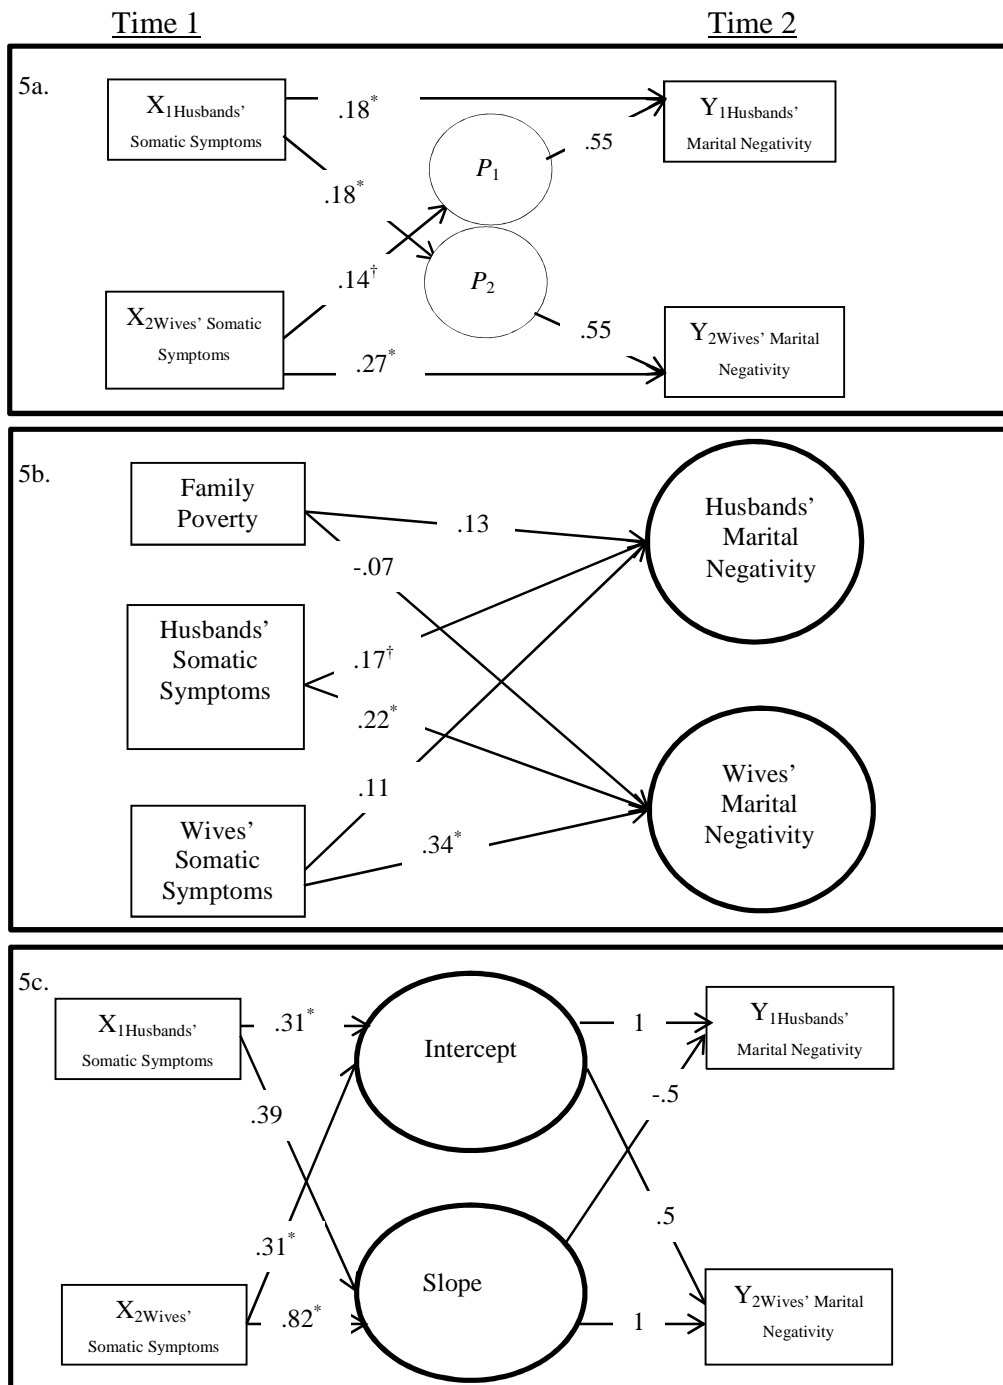 Time 1
Time 2
5a.
X1Husbands'
Somatic Symptoms
.18*
Y1Husbands'
Marital Negativity
.55
P1
.18*
.14†
P2
X2Wives' Somatic
Symptoms
.55
Y2Wives' Marital
Negativity
.27*
5b.
Family
Poverty
.13
Husbands'
Marital
Negativity
-.07
Husbands'
Somatic
Symptoms
.17†
.22*
.11
Wives'
Marital
Negativity
Wives'
Somatic
Symptoms
.34*
5c.
X1Husbands'
Somatic Symptoms
.31*
Intercept
1
Y1Husbands'
Marital Negativity
.39
-.5
.5
.31*
Slope
X2Wives'
Somatic Symptoms
.82*
1
Y2Wives' Marital
Negativity